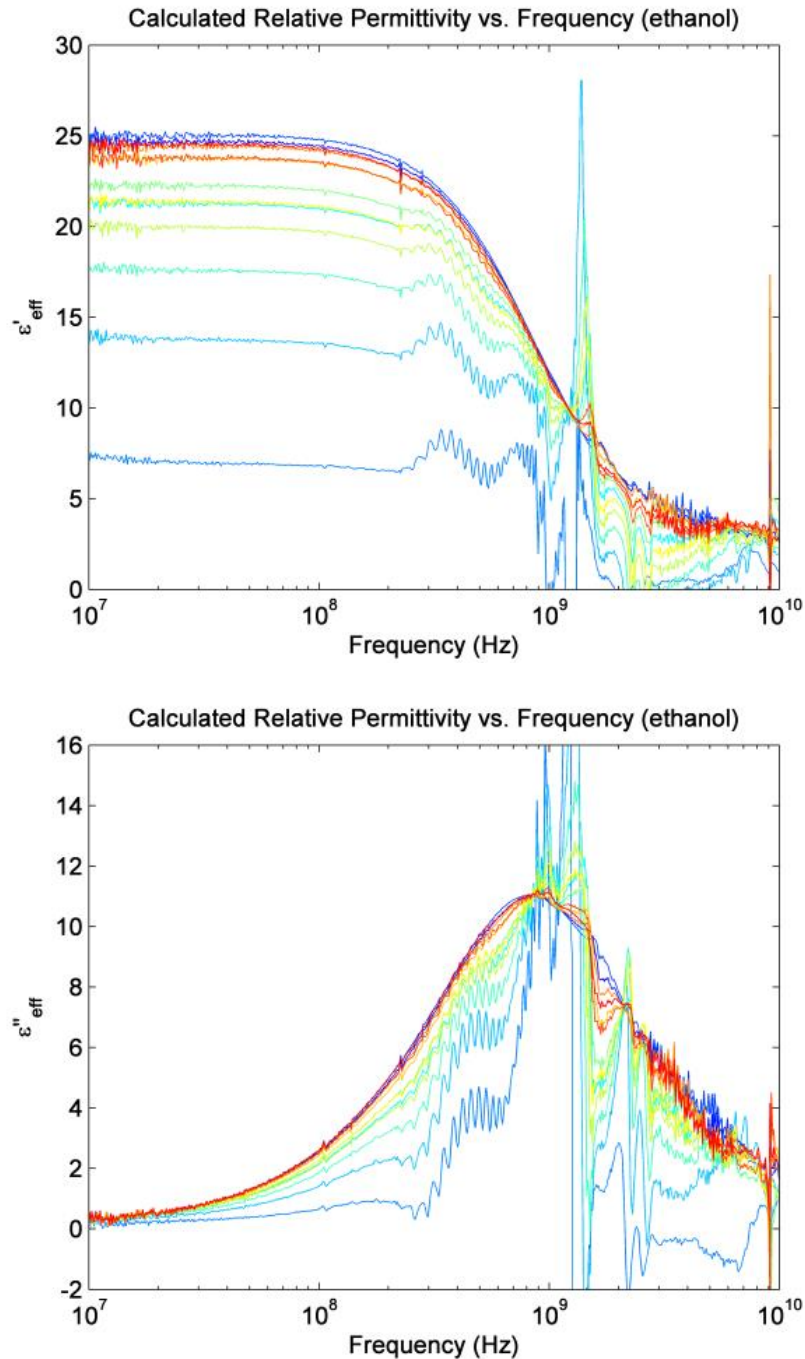 Calculated Relative Permittivity vs. Frequency (ethanol)
30
25
20
15
10
5
0
ε'eff
10^7 10^8 10^9 10^10
Frequency (Hz)
Calculated Relative Permittivity vs. Frequency (ethanol)
16
14
12
10
8
6
4
2
0
-2
ε"eff
10^7 10^8 10^9 10^10
Frequency (Hz)